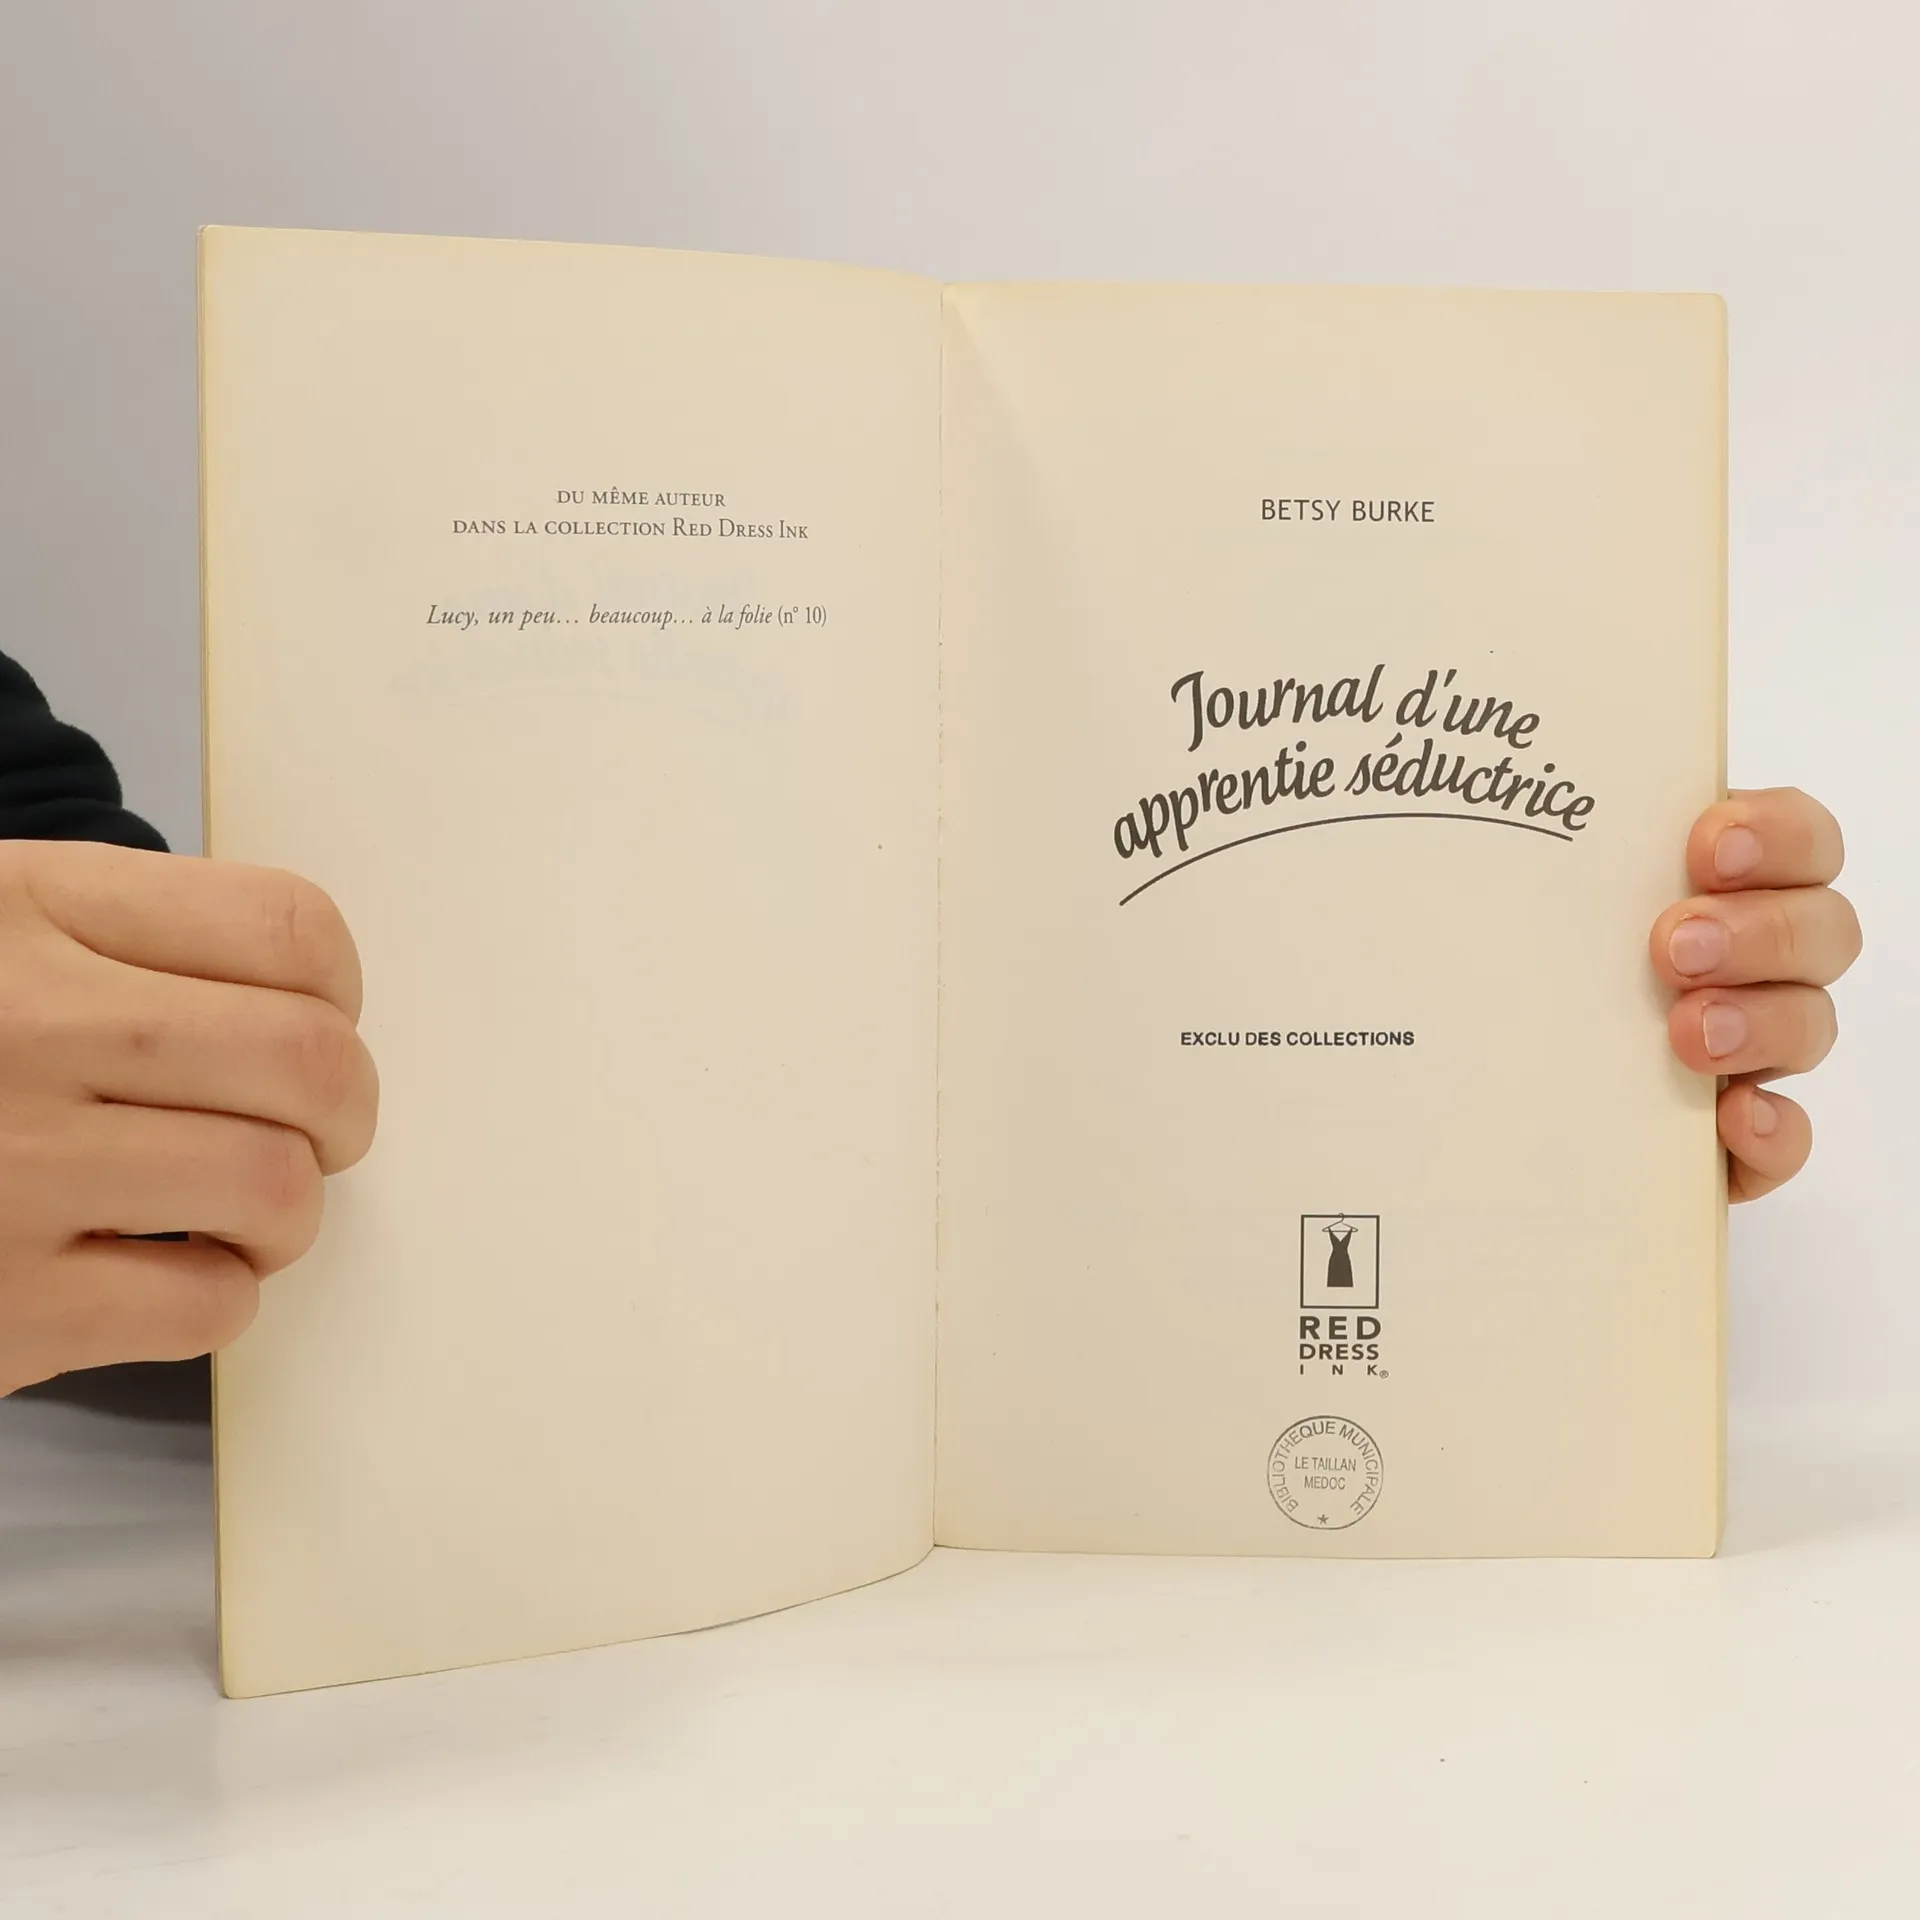 DU MÊME AUTEUR
DANS LA COLLECTION RED DRESS INK
Lucy, un peu... beaucoup... à la folie (n° 10)
BETSY BURKE
Journal d'une
apprentie séductrice
EXCLU DES COLLECTIONS
RED
DRESS
INK®
BIBLIOTHEQUE MUNICIPALE
LE TAILLAN
MEDOC